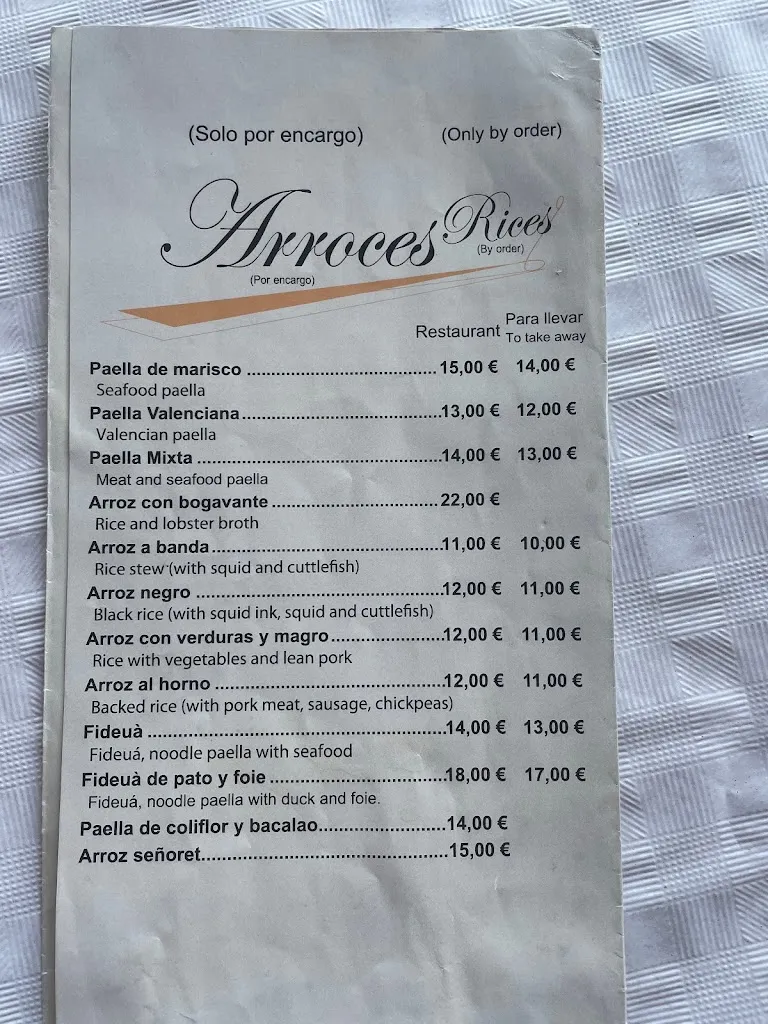 (Solo por encargo) (Only by order)
Arroces Rices
(By order)
(Por encargo)
Restaurant Para llevar
To take away
Paella de marisco ................................... 15,00 € 14,00 €
Seafood paella
Paella Valenciana.....................................13,00 € 12,00 €
Valencian paella
Paella Mixta .............................................14,00 € 13,00 €
Meat and seafood paella
Arroz con bogavante ...............................22,00 €
Rice and lobster broth
Arroz a banda..........................................11,00 € 10,00 €
Rice stew (with squid and cuttlefish)
Arroz negro .............................................12,00 € 11,00 €
Black rice (with squid ink, squid and cuttlefish)
Arroz con verduras y magro....................12,00 € 11,00 €
Rice with vegetables and lean pork
Arroz al horno .........................................12,00 € 11,00 €
Backed rice (with pork meat, sausage, chickpeas)
Fideuà .....................................................14,00 € 13,00 €
Fideuá, noodle paella with seafood
Fideuà de pato y foie ...............................18,00 € 17,00 €
Fideuá, noodle paella with duck and foie.
Paella de coliflor y bacalao......................14,00 €
Arroz señoret...........................................15,00 €